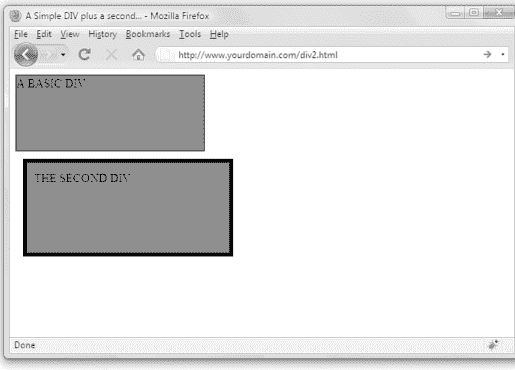 A Simple DIV plus a second... - Mozilla Firefox
File Edit View History Bookmarks Tools Help
http://www.yourdomain.com/div2.html
A BASIC DIV
THE SECOND DIV
Done